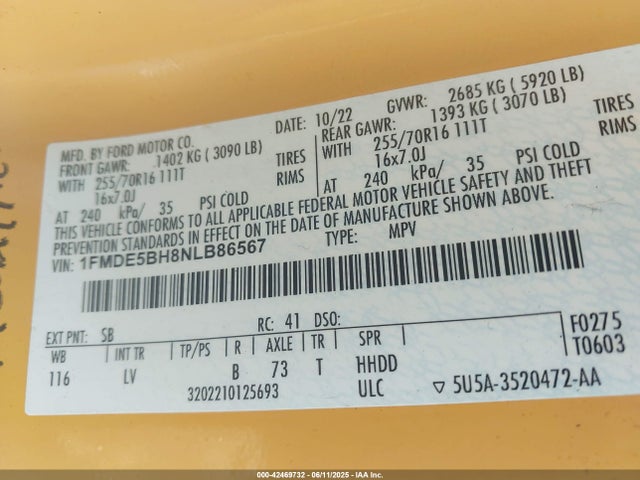 MFD. BY FORD MOTOR CO.
FRONT GAWR: 1402 KG ( 3090 LB)
WITH 255/70R16 111T TIRES
16x7.0J RIMS
AT 240 kPa/ 35 PSI COLD
DATE: 10/22 GVWR: 2685 KG ( 5920 LB)
REAR GAWR: 1393 KG ( 3070 LB)
WITH 255/70R16 111T TIRES
16x7.0J RIMS
AT 240 kPa/ 35 PSI COLD
THIS VEHICLE CONFORMS TO ALL APPLICABLE FEDERAL MOTOR VEHICLE SAFETY AND THEFT
PREVENTION STANDARDS IN EFFECT ON THE DATE OF MANUFACTURE SHOWN ABOVE.
VIN: 1FMDE5BH8NLB86567 TYPE: MPV
EXT PNT: SB RC: 41 DSO:
WB INT TR TP/PS R AXLE TR SPR
116 LV B 73 T HHDD
3202210125693 ULC
F0275
T0603
▽ 5U5A-3520472-AA
000-42469732 - 06/11/2025 - IAA Inc.